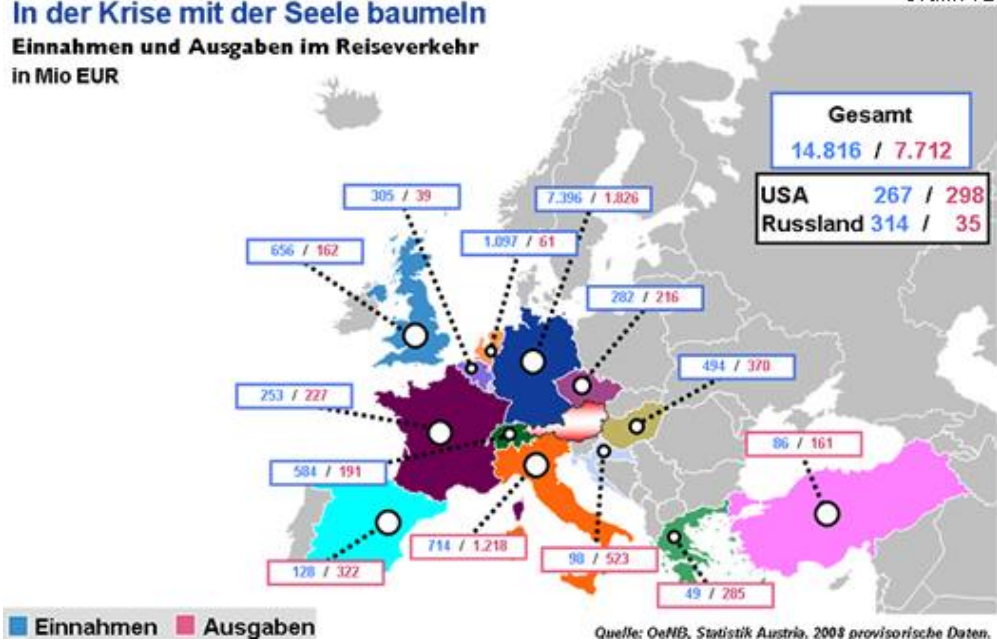 In der Krise mit der Seele baumeln
Einnahmen und Ausgaben im Reiseverkehr
in Mio EUR
Gesamt
14.816 / 7.712
USA 267 / 298
Russland 314 / 35
305 / 39
7.396 / 1.826
656 / 162
1.097 / 61
282 / 216
494 / 370
253 / 227
86 / 161
584 / 191
714 / 1.218
98 / 523
128 / 322
49 / 285
Einnahmen Ausgaben
Quelle: OeNB, Statistik Austria, 2008 provisorische Daten.